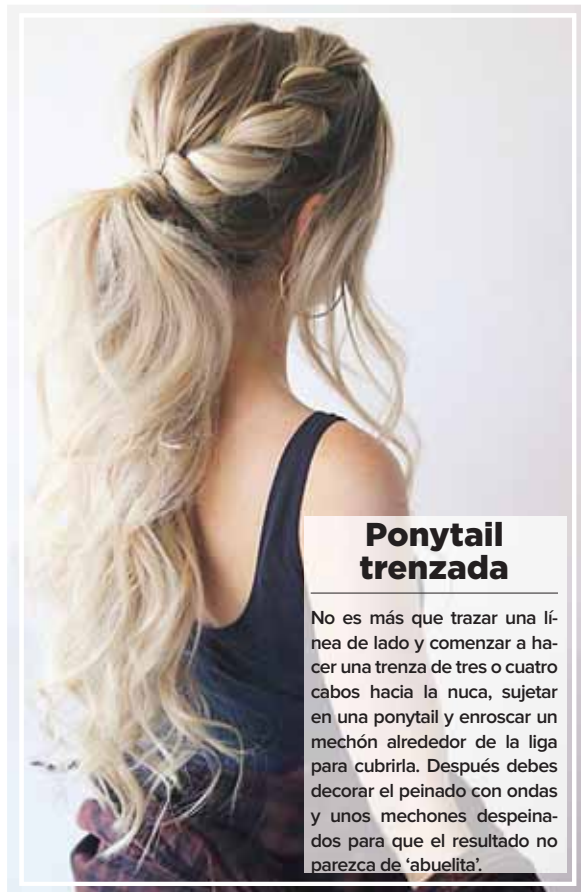 Ponytail
trenzada
No es más que trazar una lí-
nea de lado y comenzar a ha-
cer una trenza de tres o cuatro
cabos hacia la nuca, sujetar
en una ponytail y enroscar un
mechón alrededor de la liga
para cubrirla. Después debes
decorar el peinado con ondas
y unos mechones despeina-
dos para que el resultado no
parezca de ‘abuelita’.